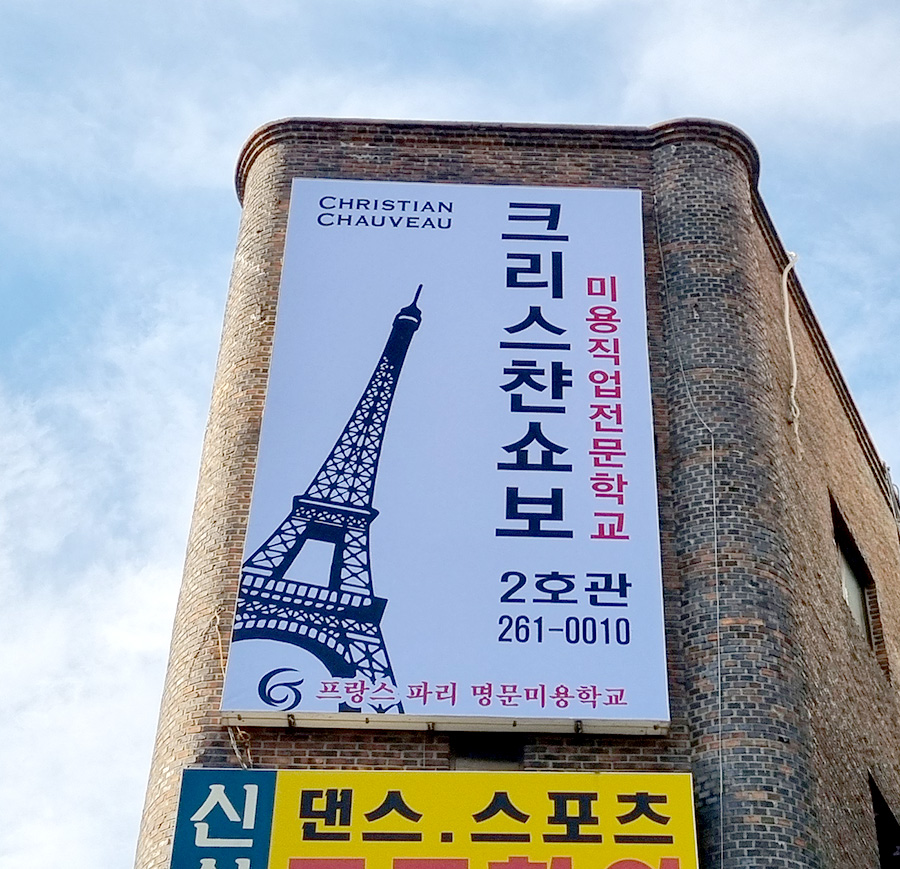 CHRISTIAN
CHAUVEAU
크리스챤쇼보
미용직업전문학교
2호관
261-0010
프랑스 파리 명문미용학교
신
댄스.스포츠